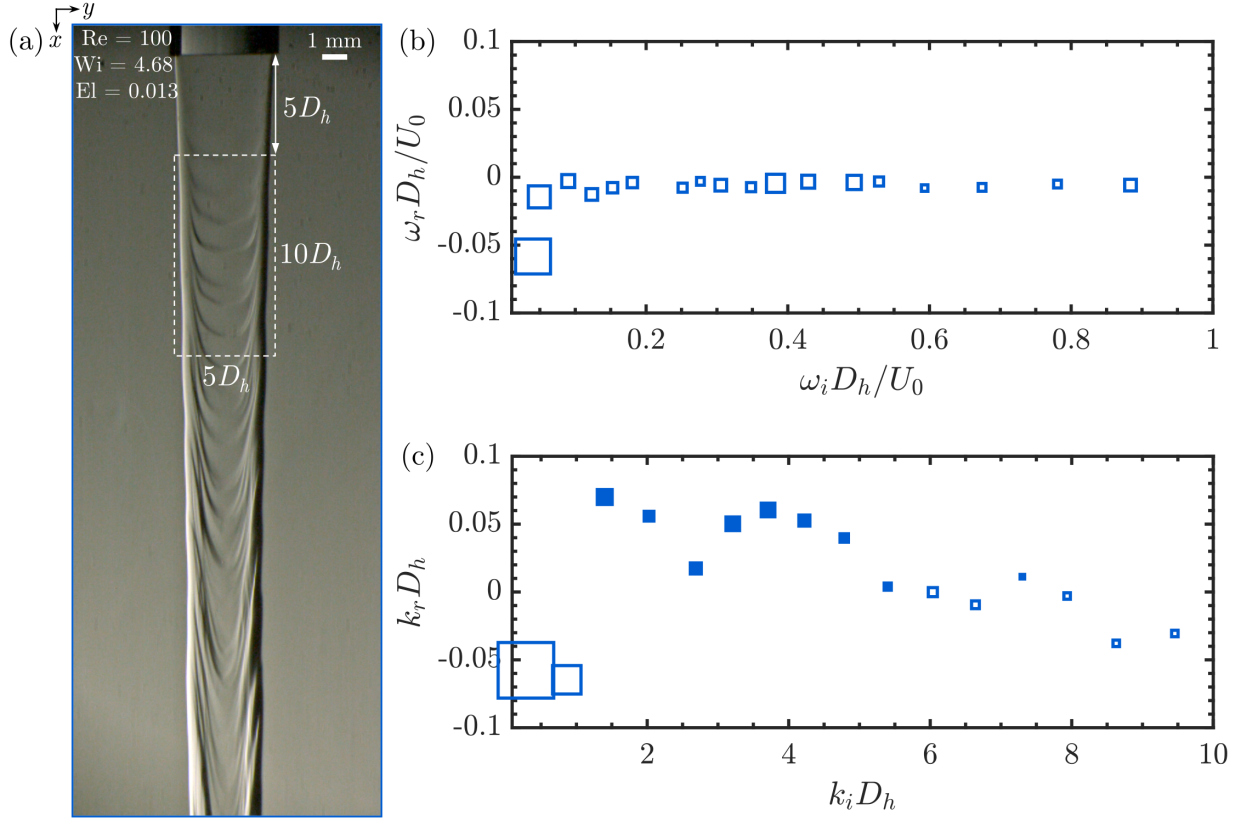 (a)
x
y
Re = 100
Wi = 4.68
El = 0.013
1 mm
5D_h
10D_h
5D_h
(b)
0.1
0.05
0
-0.05
-0.1
ω_r D_h/U_0
0.2
0.4
0.6
0.8
1
ω_i D_h/U_0
(c)
0.1
0.05
0
-0.05
-0.1
k_r D_h
2
4
6
8
10
k_i D_h